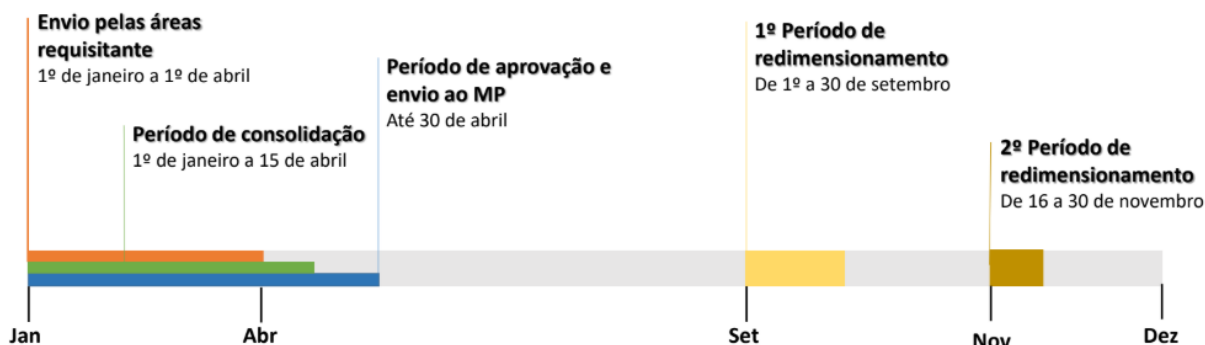 Envio pelas áreas
requisitante
1º de janeiro a 1º de abril
Período de consolidação
1º de janeiro a 15 de abril
Período de aprovação e
envio ao MP
Até 30 de abril
1º Período de
redimensionamento
De 1º a 30 de setembro
2º Período de
redimensionamento
De 16 a 30 de novembro
Jan
Abr
Set
Nov
Dez